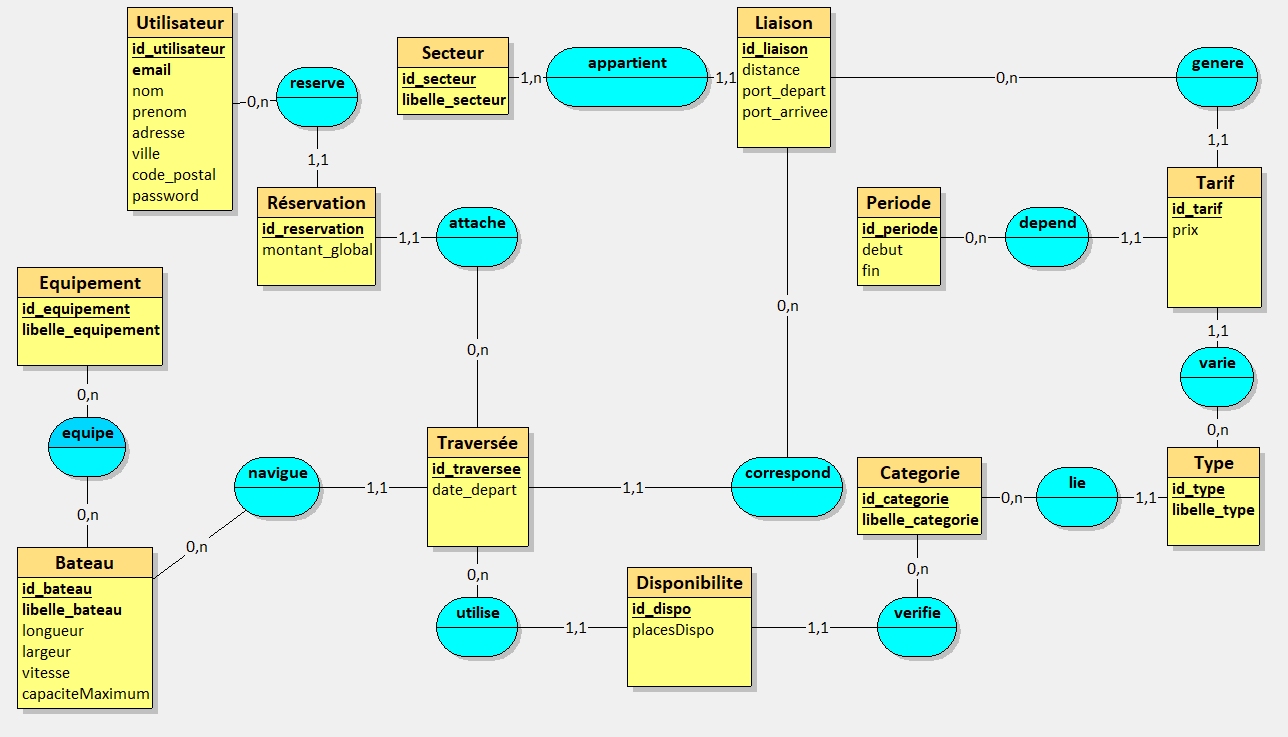 Utilisateur
id_utilisateur
email
nom
prenom
adresse
ville
code_postal
password
0,n
reserve
1,1
Secteur
id_secteur
libelle_secteur
1,n
appartient
1,1
Liaison
id_liaison
distance
port_depart
port_arrivee
0,n
genere
1,1
Réservation
id_reservation
montant_global
1,1
attache
0,n
0,n
Periode
id_periode
debut
fin
0,n
depend
1,1
Tarif
id_tarif
prix
1,1
varie
0,n
Equipement
id_equipement
libelle_equipement
0,n
equipe
0,n
navigue
1,1
0,n
Traversée
id_traversee
date_depart
1,1
correspond
Categorie
id_categorie
libelle_categorie
0,n
lie
1,1
Type
id_type
libelle_type
Bateau
id_bateau
libelle_bateau
longueur
largeur
vitesse
capaciteMaximum
0,n
utilise
1,1
Disponibilite
id_dispo
placesDispo
1,1
0,n
verifie